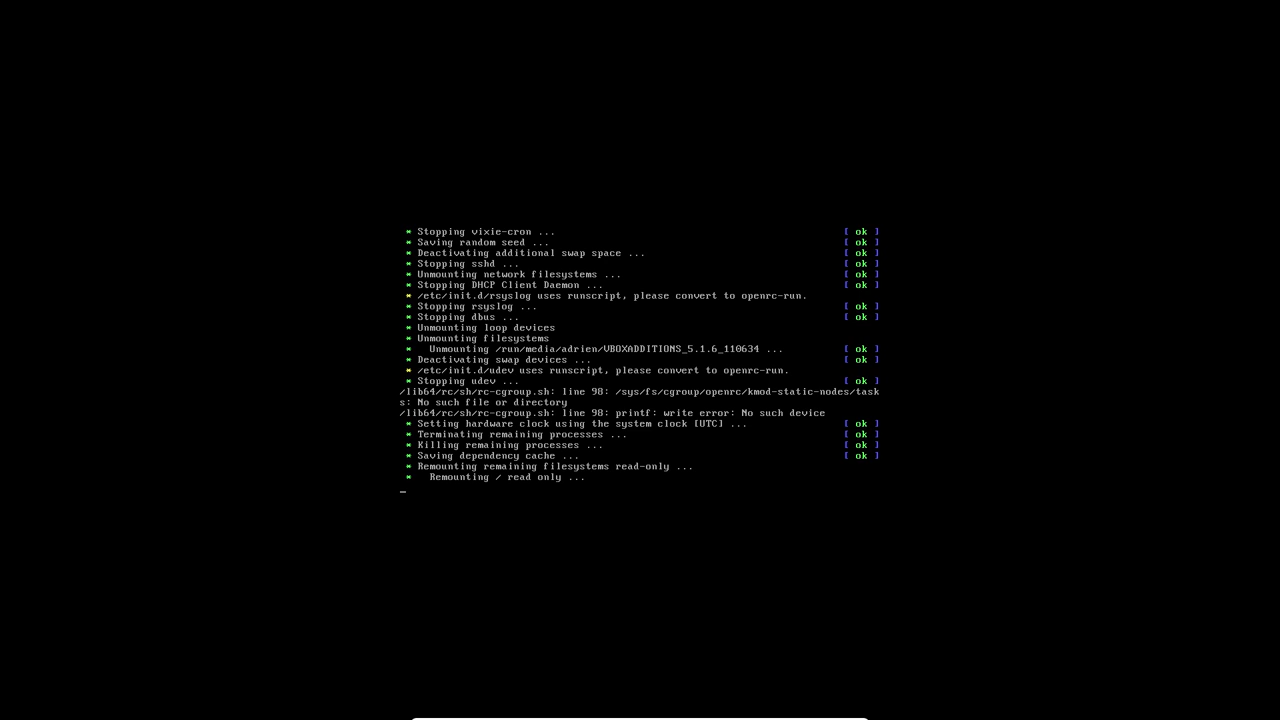 * Stopping vixie-cron ... [ ok ]
* Saving random seed ... [ ok ]
* Deactivating additional swap space ... [ ok ]
* Stopping sshd ... [ ok ]
* Unmounting network filesystems ... [ ok ]
* Stopping DHCP Client Daemon ... [ ok ]
* /etc/init.d/rsyslog uses runscript, please convert to openrc-run.
* Stopping rsyslog ... [ ok ]
* Stopping dbus ... [ ok ]
* Unmounting loop devices
* Unmounting filesystems
*   Unmounting /run/media/adrien/VBOXADDITIONS_5.1.6_110634 ... [ ok ]
* Deactivating swap devices ... [ ok ]
* /etc/init.d/udev uses runscript, please convert to openrc-run.
* Stopping udev ... [ ok ]
/lib64/rc/sh/rc-cgroup.sh: line 98: /sys/fs/cgroup/openrc/kmod-static-nodes/task
s: No such file or directory
/lib64/rc/sh/rc-cgroup.sh: line 98: printf: write error: No such device
* Setting hardware clock using the system clock [UTC] ... [ ok ]
* Terminating remaining processes ... [ ok ]
* Killing remaining processes ... [ ok ]
* Saving dependency cache ... [ ok ]
* Remounting remaining filesystems read-only ...
*   Remounting / read only ...
_